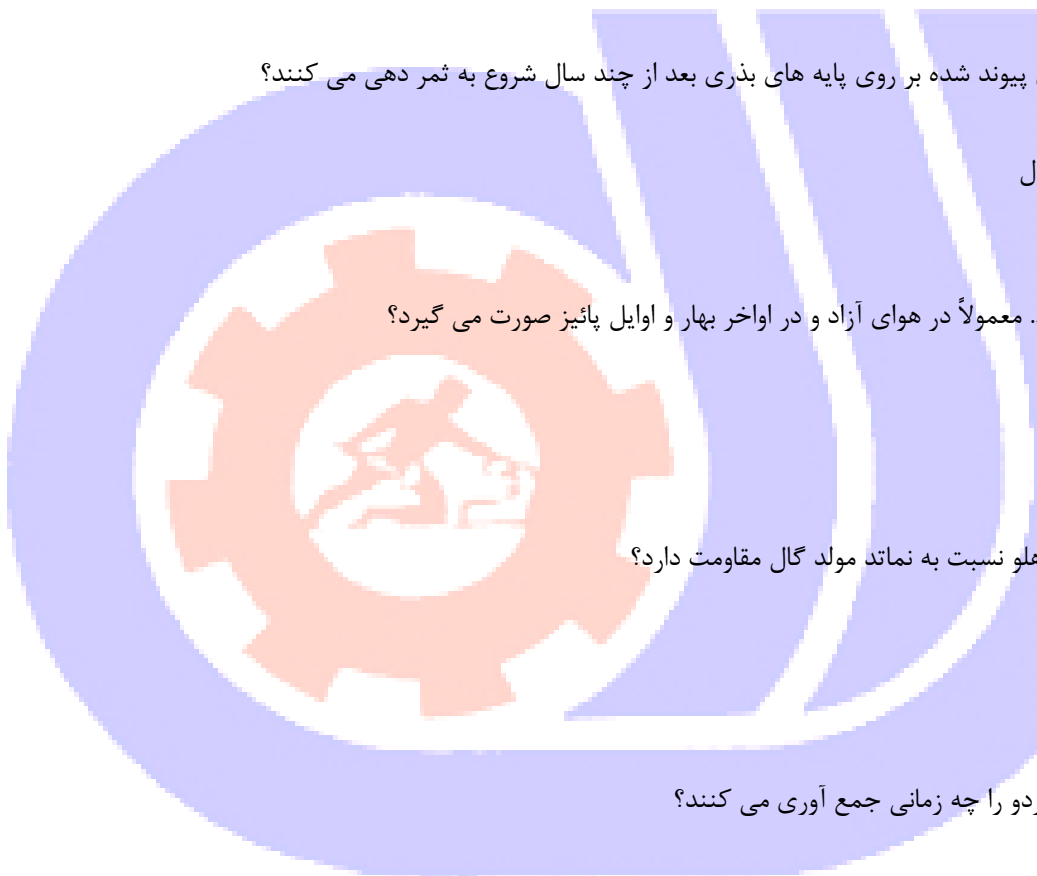 پیوند شده بر روی پایه های بذری بعد از چند سال شروع به ثمر دهی می کنند؟
معمولاً در هوای آزاد و در اواخر بهار و اوایل پائیز صورت می گیرد؟
نسبت به نماتد مولد گال مقاومت دارد؟
را چه زمانی جمع آوری می کنند؟